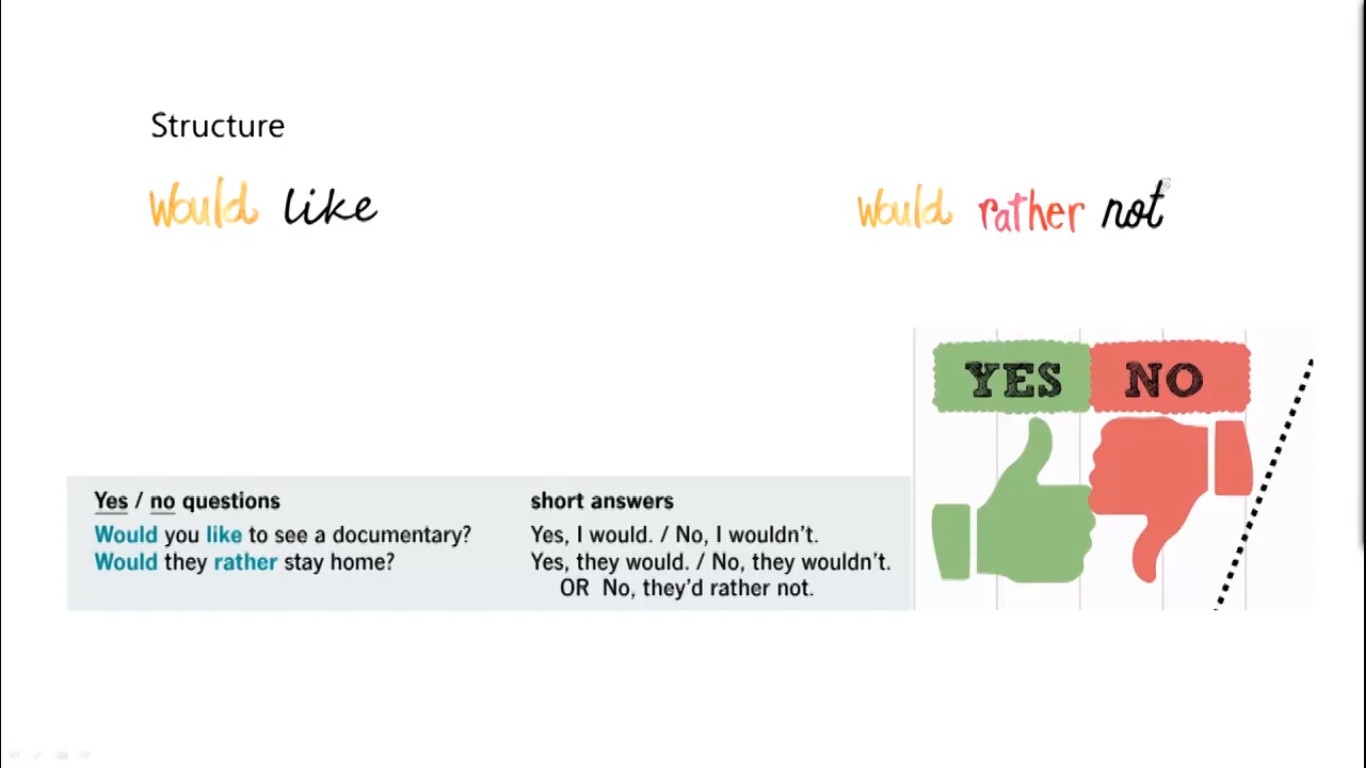 Structure
Would like
Would rather not
YES NO
Yes / no questions
Would you like to see a documentary?
Would they rather stay home?
short answers
Yes, I would. / No, I wouldn't.
Yes, they would. / No, they wouldn't.
OR No, they'd rather not.